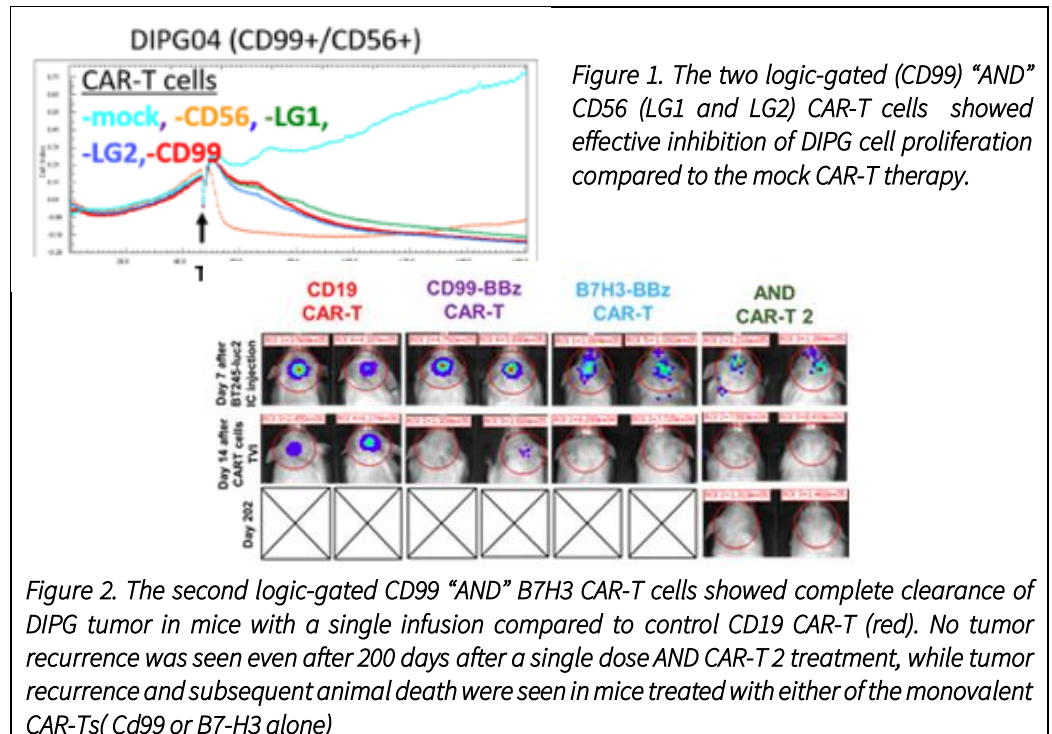 DIPG04 (CD99+/CD56+)
CAR-T cells
-mock, -CD56, -LG1,
-LG2,-CD99
Cell Index
T
Figure 1. The two logic-gated (CD99) “AND”
CD56 (LG1 and LG2) CAR-T cells showed
effective inhibition of DIPG cell proliferation
compared to the mock CAR-T therapy.
CD19
CAR-T
CD99-BBz
CAR-T
B7H3-BBz
CAR-T
AND
CAR-T 2
Day 7 after
BT245-luc2
IC injection
Day 14 after
CART cells
TVI
Day 202
Figure 2. The second logic-gated CD99 “AND” B7H3 CAR-T cells showed complete clearance of
DIPG tumor in mice with a single infusion compared to control CD19 CAR-T (red). No tumor
recurrence was seen even after 200 days after a single dose AND CAR-T 2 treatment, while tumor
recurrence and subsequent animal death were seen in mice treated with either of the monovalent
CAR-Ts( Cd99 or B7-H3 alone)